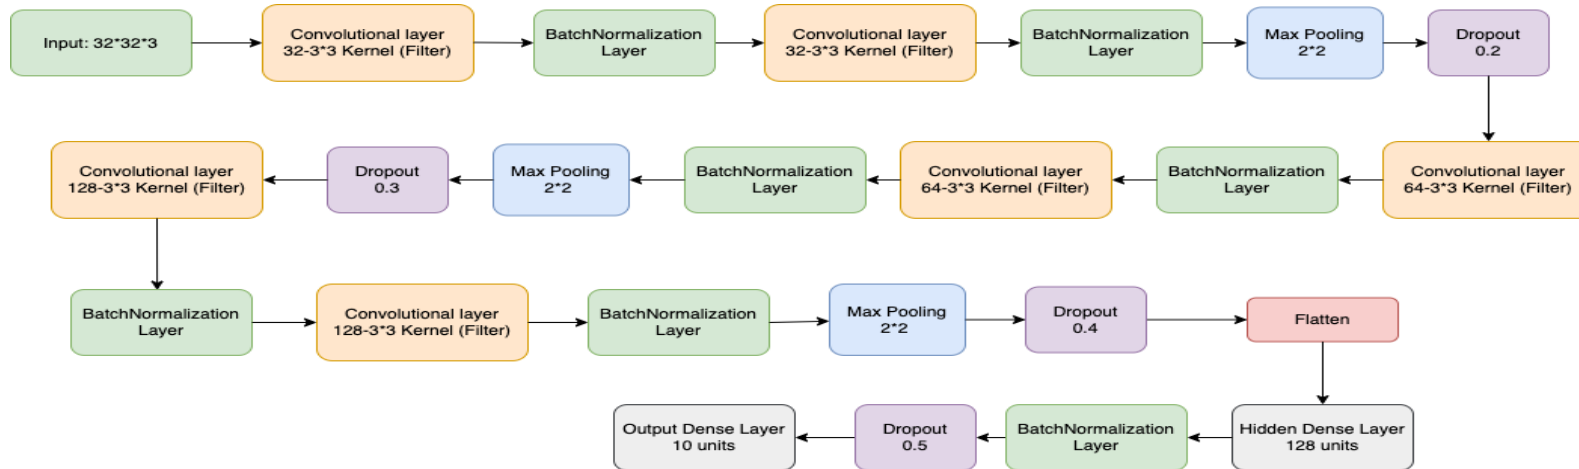 Input: 32*32*3
Convolutional layer
32-3*3 Kernel (Filter)
BatchNormalization
Layer
Convolutional layer
32-3*3 Kernel (Filter)
BatchNormalization
Layer
Max Pooling
2*2
Dropout
0.2
Convolutional layer
64-3*3 Kernel (Filter)
BatchNormalization
Layer
Convolutional layer
64-3*3 Kernel (Filter)
BatchNormalization
Layer
Max Pooling
2*2
Dropout
0.3
Convolutional layer
128-3*3 Kernel (Filter)
BatchNormalization
Layer
Convolutional layer
128-3*3 Kernel (Filter)
BatchNormalization
Layer
Max Pooling
2*2
Dropout
0.4
Flatten
Hidden Dense Layer
128 units
BatchNormalization
Layer
Dropout
0.5
Output Dense Layer
10 units